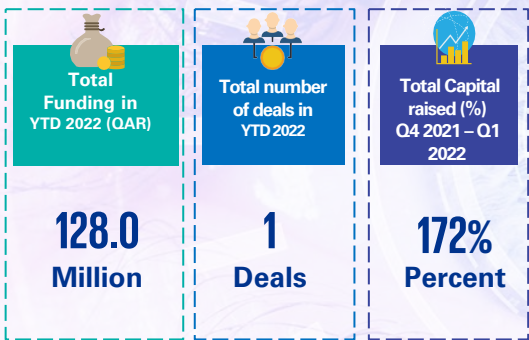 Total
Funding in
YTD 2022 (QAR)
128.0
Million
Total number
of deals in
YTD 2022
1
Deals
Total Capital
raised (%)
Q4 2021 – Q1
2022
172%
Percent